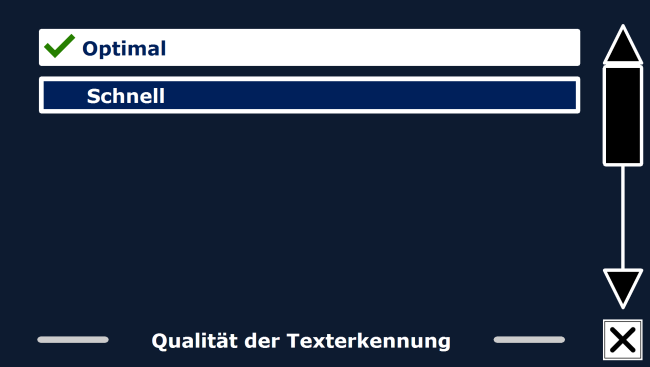 Optimal
Schnell
Qualität der Texterkennung